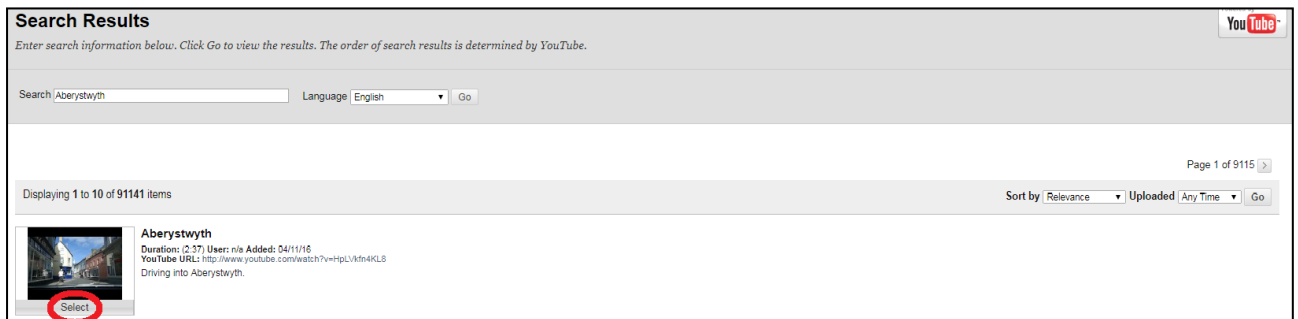 Search Results
You Tube
Enter search information below. Click Go to view the results. The order of search results is determined by YouTube.
Search Aberystwyth Language English Go
Page 1 of 9115 >
Displaying 1 to 10 of 91141 items Sort by Relevance Uploaded Any Time Go
Aberystwyth
Duration: (2:37) User: n/a Added: 04/11/16
YouTube URL: http://www.youtube.com/watch?v=HpLVkfn4KL8
Driving into Aberystwyth.
Select